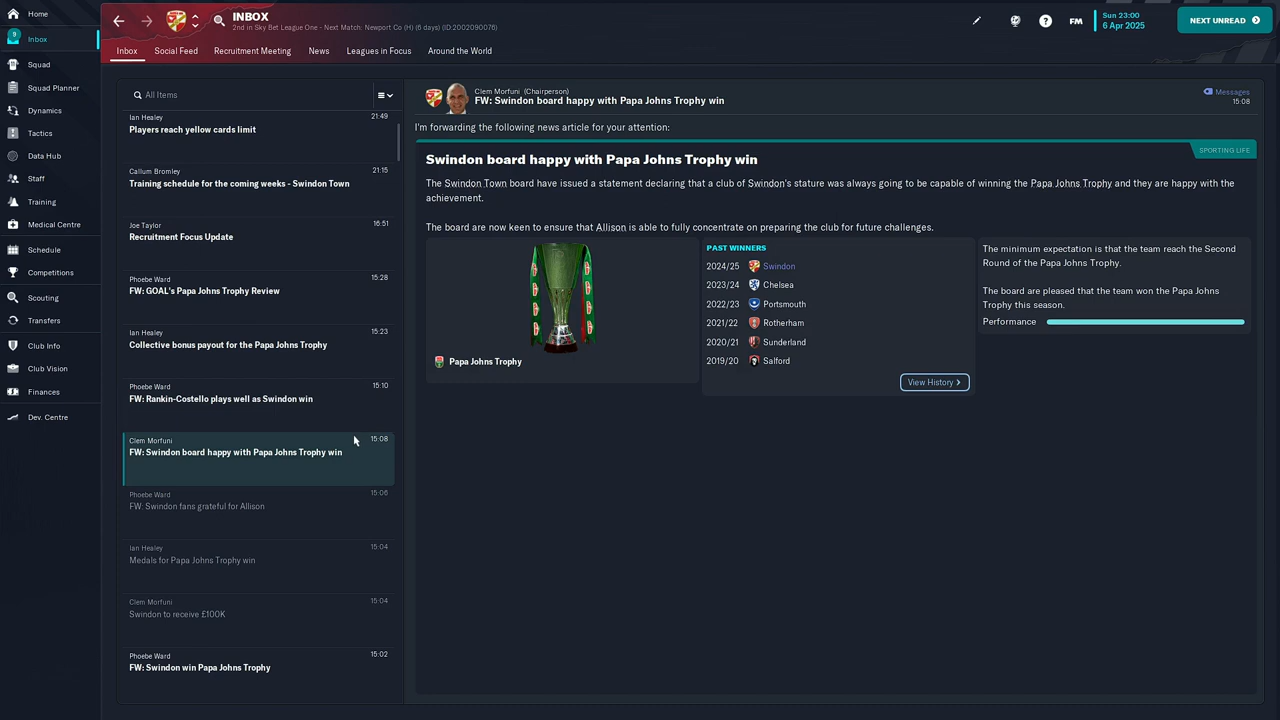 Home
9
Inbox
Squad
Squad Planner
Dynamics
Tactics
Data Hub
Staff
Training
Medical Centre
Schedule
Competitions
Scouting
Transfers
Club Info
Club Vision
Finances
Dev. Centre
INBOX
2nd in Sky Bet League One - Next Match: Newport Co (H) (6 days) (ID:2002090076)
FM
Sun 23:00
6 Apr 2025
NEXT UNREAD
Inbox
Social Feed
Recruitment Meeting
News
Leagues in Focus
Around the World
All Items
Ian Healey 21:49
Players reach yellow cards limit
Callum Bromley 21:15
Training schedule for the coming weeks - Swindon Town
Joe Taylor 16:51
Recruitment Focus Update
Phoebe Ward 15:28
FW: GOAL's Papa Johns Trophy Review
Ian Healey 15:23
Collective bonus payout for the Papa Johns Trophy
Phoebe Ward 15:10
FW: Rankin-Costello plays well as Swindon win
Clem Morfuni 15:08
FW: Swindon board happy with Papa Johns Trophy win
Phoebe Ward 15:06
FW: Swindon fans grateful for Allison
Ian Healey 15:04
Medals for Papa Johns Trophy win
Clem Morfuni 15:04
Swindon to receive £100K
Phoebe Ward 15:02
FW: Swindon win Papa Johns Trophy
Clem Morfuni (Chairperson)
FW: Swindon board happy with Papa Johns Trophy win
Messages
15:08
I'm forwarding the following news article for your attention:
SPORTING LIFE
Swindon board happy with Papa Johns Trophy win
The Swindon Town board have issued a statement declaring that a club of Swindon's stature was always going to be capable of winning the Papa Johns Trophy and they are happy with the
achievement.
The board are now keen to ensure that Allison is able to fully concentrate on preparing the club for future challenges.
Papa Johns Trophy
PAST WINNERS
2024/25 Swindon
2023/24 Chelsea
2022/23 Portsmouth
2021/22 Rotherham
2020/21 Sunderland
2019/20 Salford
View History
The minimum expectation is that the team reach the Second
Round of the Papa Johns Trophy.
The board are pleased that the team won the Papa Johns
Trophy this season.
Performance